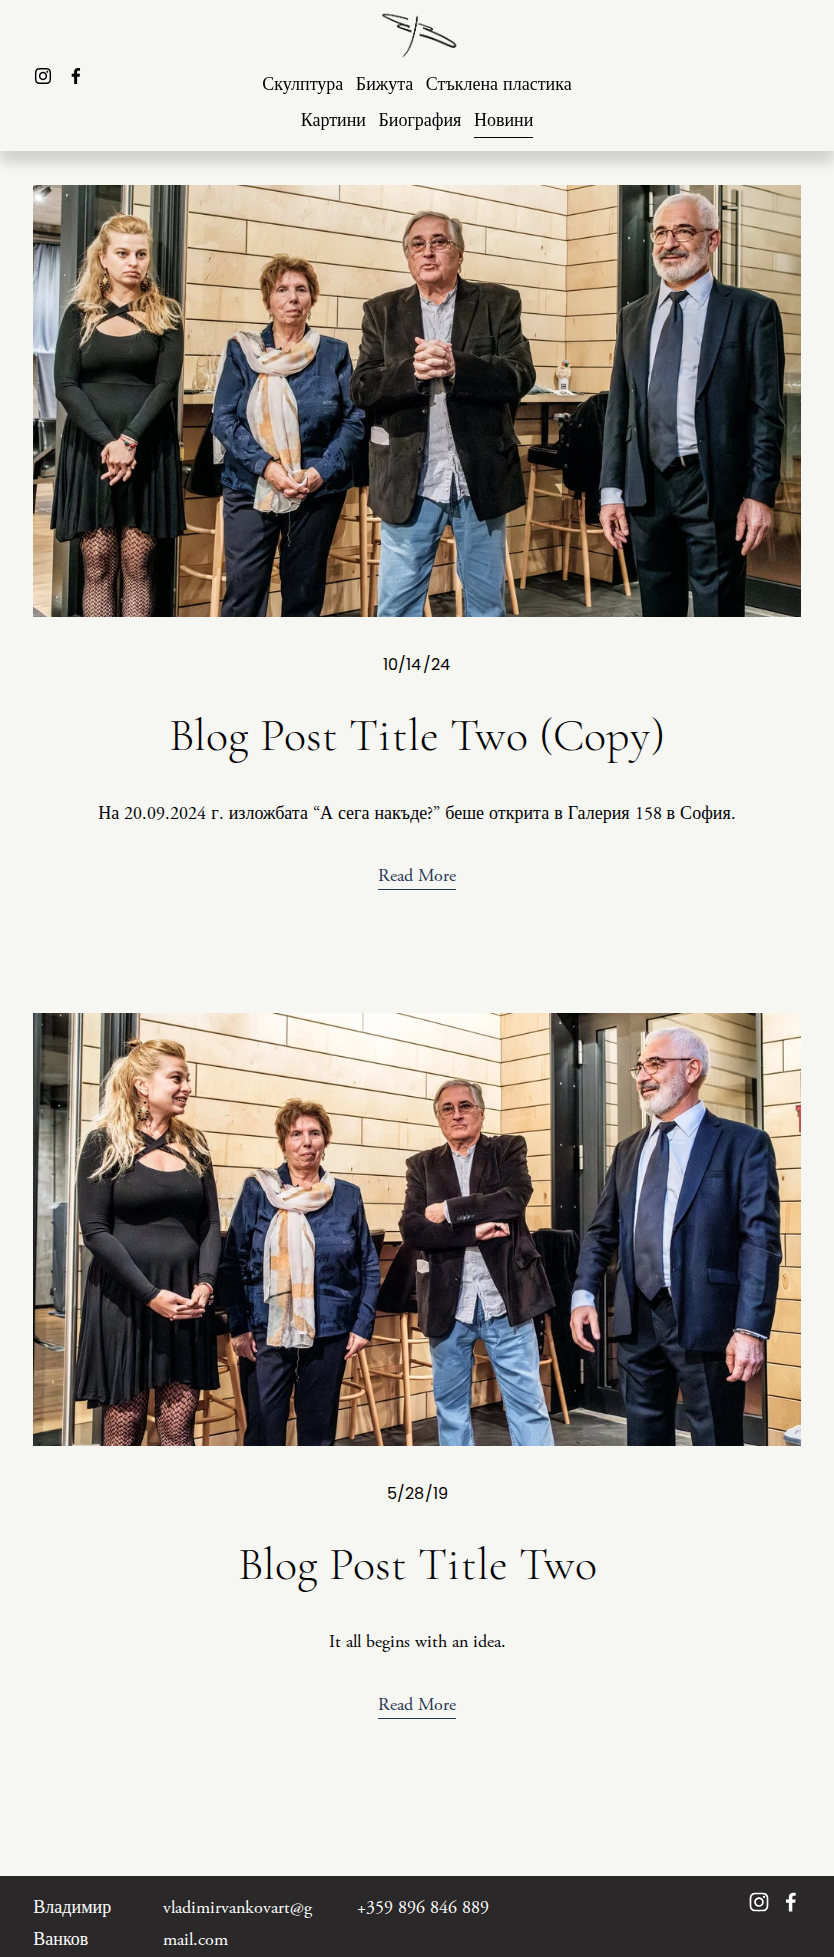 Скулптура Бижута Стъклена пластика
Картини Биография Новини
10/14/24
Blog Post Title Two (Copy)
На 20.09.2024 г. изложбата “А сега накъде?” беше открита в Галерия 158 в София.
Read More
5/28/19
Blog Post Title Two
It all begins with an idea.
Read More
Владимир
Ванков
vladimirvankovart@g
mail.com
+359 896 846 889